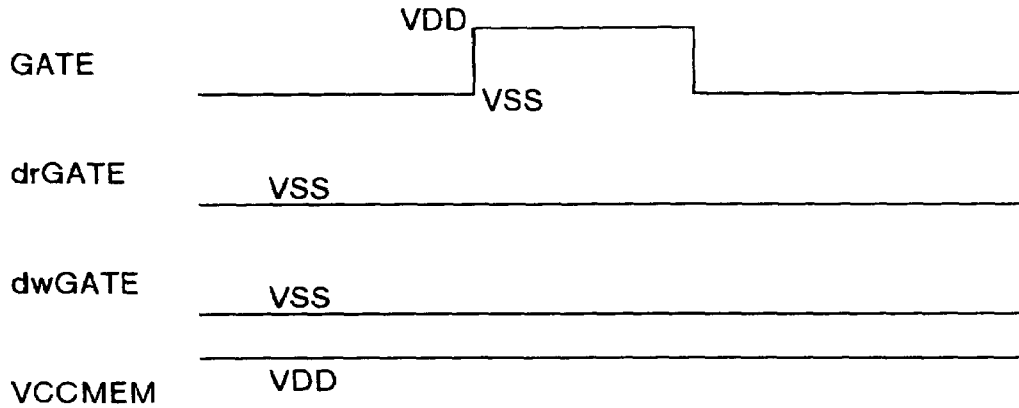 VDD
GATE
VSS
drGATE
VSS
dwGATE
VSS
VDD
VCCMEM